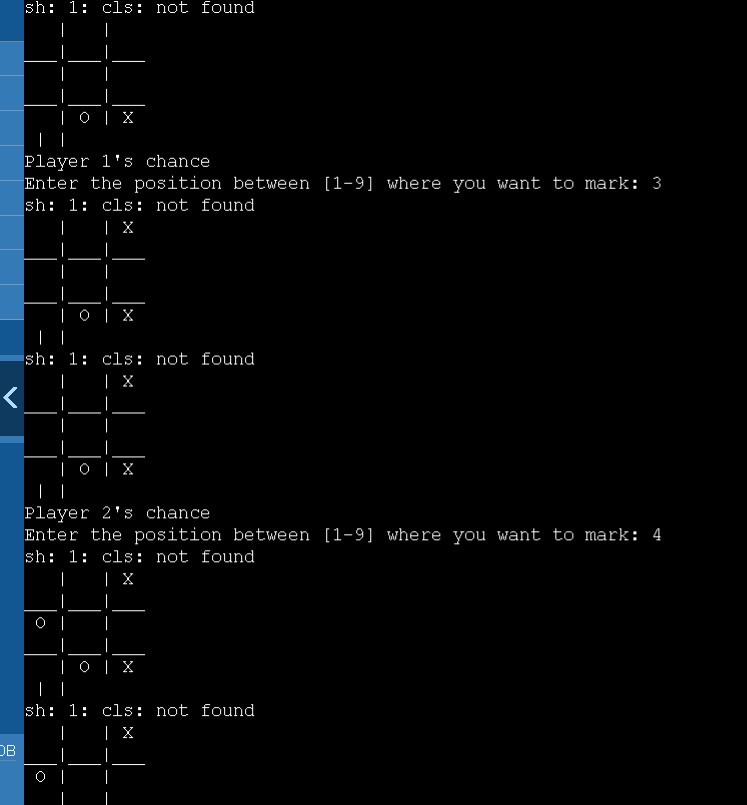 sh: 1: cls: not found
   |   |
___|___|___
   |   |
___|___|___
   | O | X
 | |
Player 1's chance
Enter the position between [1-9] where you want to mark: 3
sh: 1: cls: not found
   |   | X
___|___|___
   |   |
___|___|___
   | O | X
 | |
sh: 1: cls: not found
   |   | X
___|___|___
   |   |
___|___|___
   | O | X
 | |
Player 2's chance
Enter the position between [1-9] where you want to mark: 4
sh: 1: cls: not found
   |   | X
___|___|___
 O |   |
___|___|___
   | O | X
 | |
sh: 1: cls: not found
   |   | X
___|___|___
DB
 O |   |
   |   |